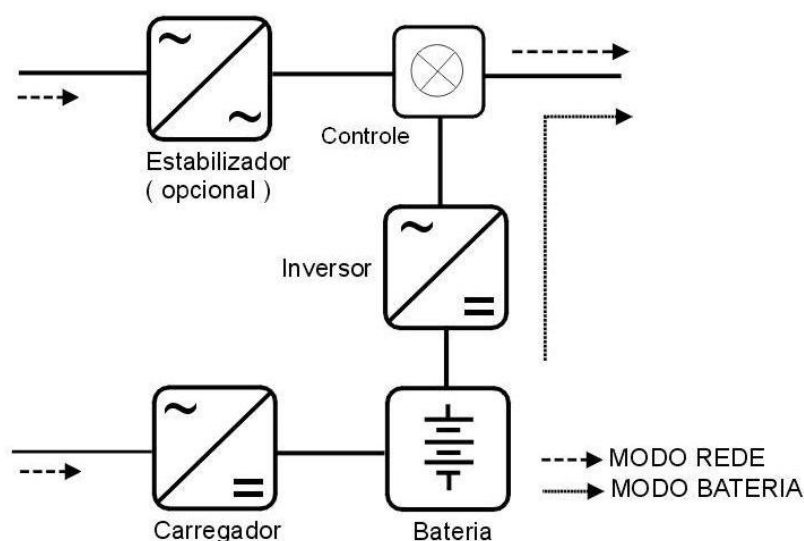 Controle
Estabilizador
( opcional )
Inversor
MODO REDE
MODO BATERIA
Carregador
Bateria